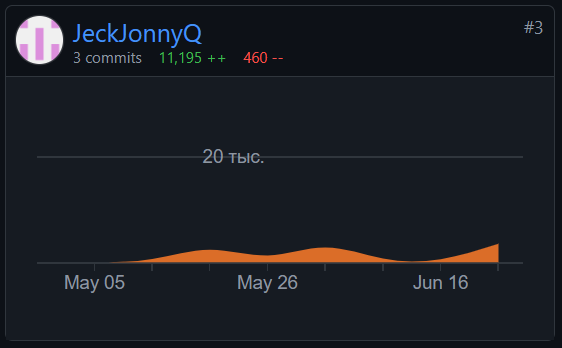 JeckJonnyQ #3
3 commits 11,195 ++ 460 --
20 тыс.
May 05 May 26 Jun 16